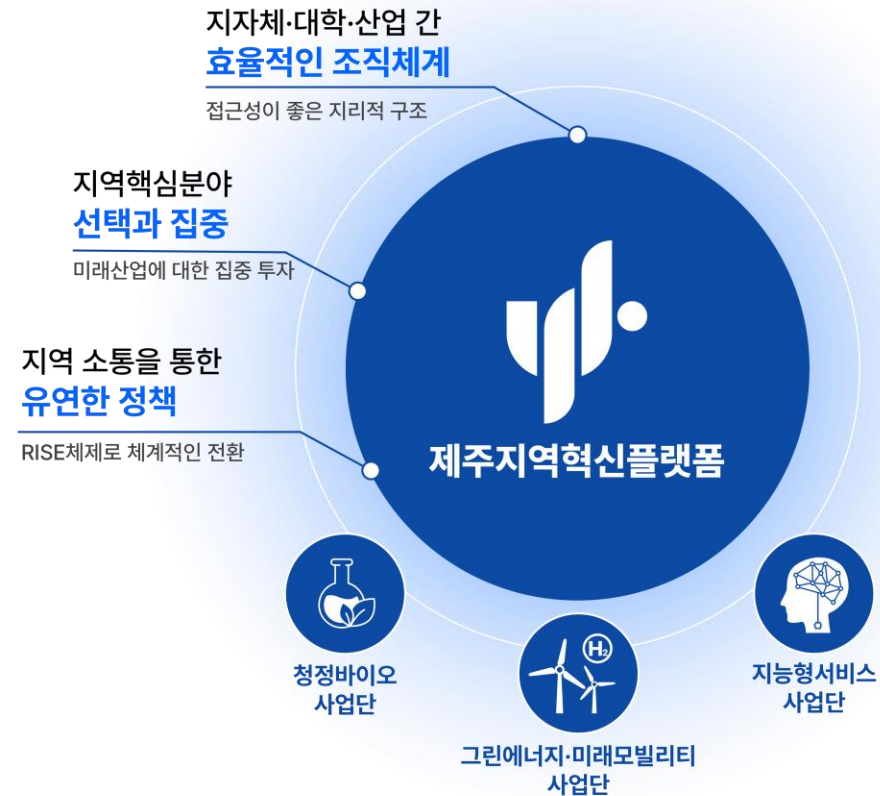 지자체·대학·산업 간
효율적인 조직체계
접근성이 좋은 지리적 구조
지역핵심분야
선택과 집중
미래산업에 대한 집중 투자
지역 소통을 통한
유연한 정책
RISE체제로 체계적인 전환
제주지역혁신플랫폼
청정바이오
사업단
H₂
그린에너지·미래모빌리티
사업단
지능형서비스
사업단